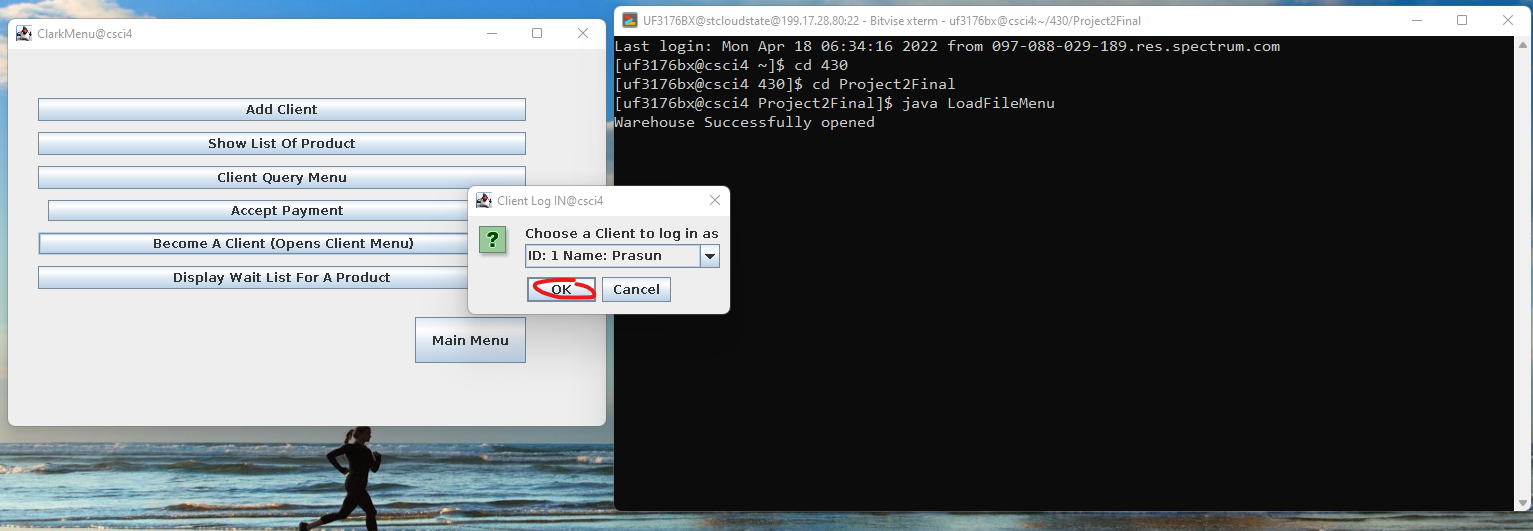 ClarkMenu@csci4
Add Client
Show List Of Product
Client Query Menu
Accept Payment
Become A Client {Opens Client Menu}
Display Wait List For A Product
Main Menu
Client Log IN@csci4
?
Choose a Client to log in as
ID: 1 Name: Prasun
OK
Cancel
UF3176BX@stcloudstate@199.17.28.80:22 - Bitvise xterm - uf3176bx@csci4:~/430/Project2Final
Last login: Mon Apr 18 06:34:16 2022 from 097-088-029-189.res.spectrum.com
[uf3176bx@csci4 ~]$ cd 430
[uf3176bx@csci4 430]$ cd Project2Final
[uf3176bx@csci4 Project2Final]$ java LoadFileMenu
Warehouse Successfully opened